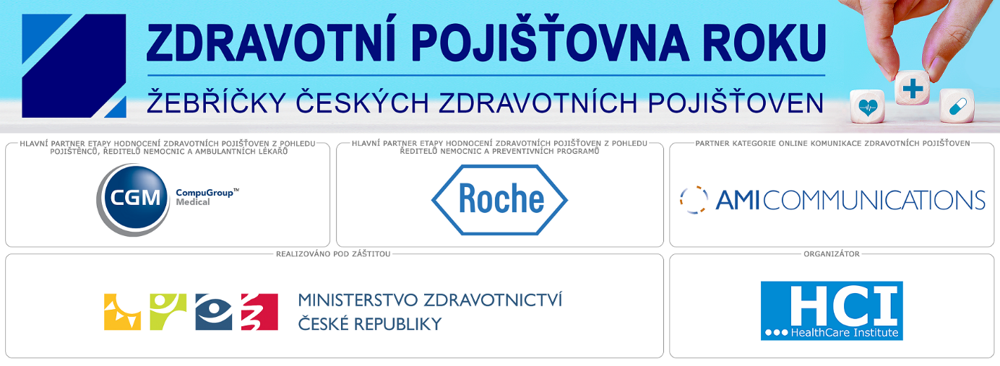 ZDRAVOTNÍ POJIŠŤOVNA ROKU
ŽEBŘÍČKY ČESKÝCH ZDRAVOTNÍCH POJIŠŤOVEN
HLAVNÍ PARTNER ETAPY HODNOCENÍ ZDRAVOTNÍCH POJIŠŤOVEN Z POHLEDU
POJIŠTĚNCŮ, ŘEDITELŮ NEMOCNIC A AMBULANTNÍCH LÉKAŘŮ
CGM
CompuGroup™
Medical
HLAVNÍ PARTNER ETAPY HODNOCENÍ ZDRAVOTNÍCH POJIŠŤOVEN Z POHLEDU
ŘEDITELŮ NEMOCNIC A PREVENTIVNÍCH PROGRAMŮ
Roche
PARTNER KATEGORIE ONLINE KOMUNIKACE ZDRAVOTNÍCH POJIŠŤOVEN
AMI COMMUNICATIONS
REALIZOVÁNO POD ZÁŠTITOU
MINISTERSTVO ZDRAVOTNICTVÍ
ČESKÉ REPUBLIKY
ORGANIZÁTOR
HCI
HealthCare Institute